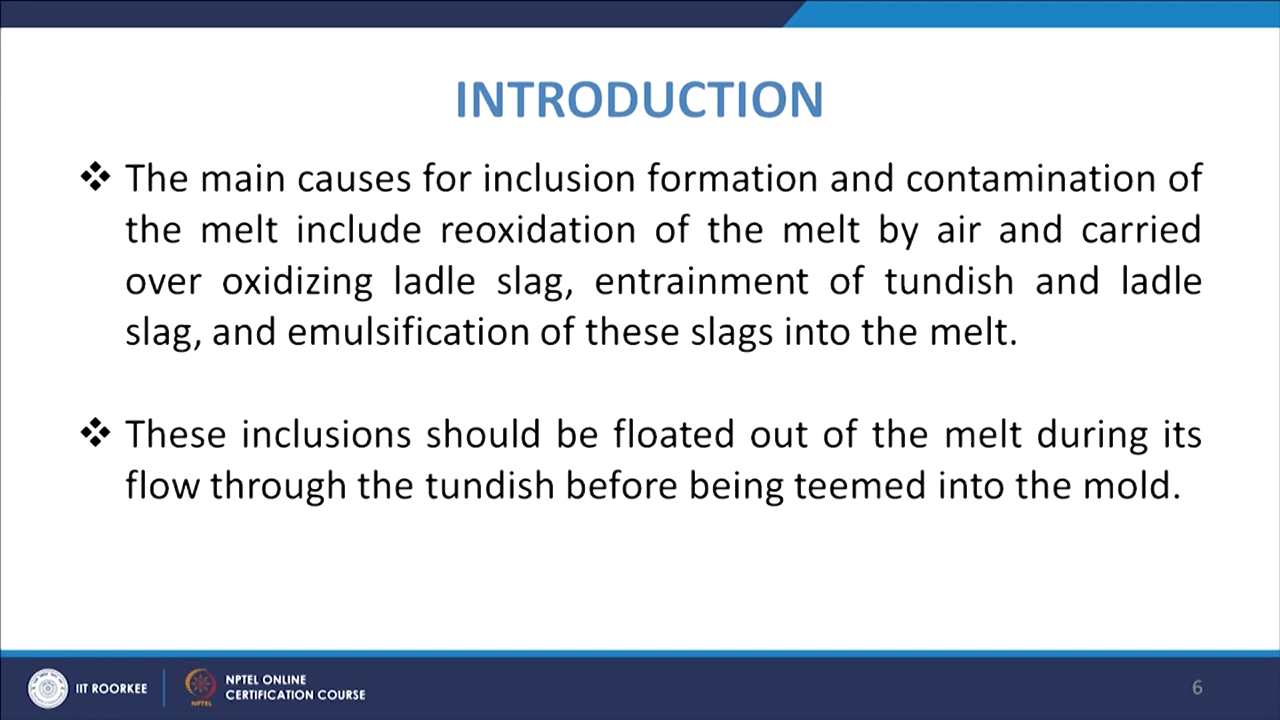 INTRODUCTION
❖ The main causes for inclusion formation and contamination of
the melt include reoxidation of the melt by air and carried
over oxidizing ladle slag, entrainment of tundish and ladle
slag, and emulsification of these slags into the melt.
❖ These inclusions should be floated out of the melt during its
flow through the tundish before being teemed into the mold.
IIT ROORKEE
NPTEL
NPTEL ONLINE
CERTIFICATION COURSE
6